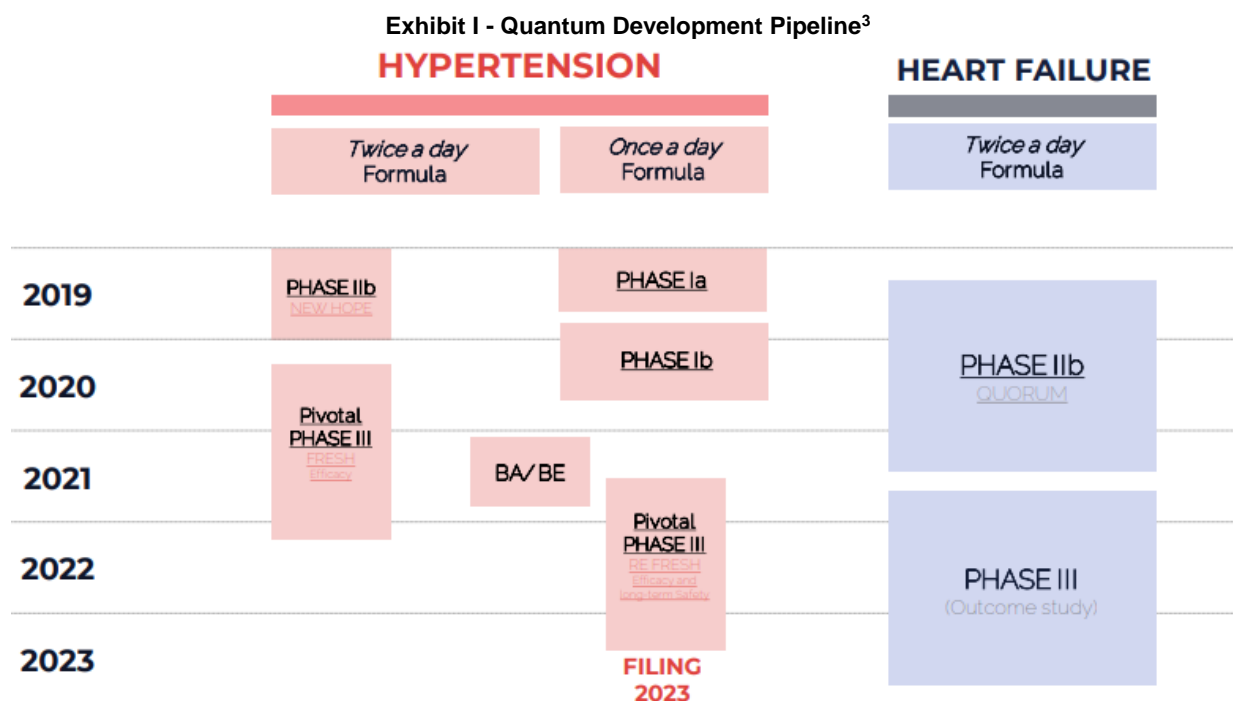 Exhibit I - Quantum Development Pipeline³
HYPERTENSION
HEART FAILURE
Twice a day
Formula
Once a day
Formula
Twice a day
Formula
2019
PHASE IIb
NEW HOPE
PHASE Ia
PHASE Ib
2020
PHASE IIb
QUORUM
Pivotal
PHASE III
FRESH
Efficacy
2021
BA/BE
Pivotal
PHASE III
RE FRESH
Efficacy and
long-term Safety
2022
PHASE III
(Outcome study)
2023
FILING
2023